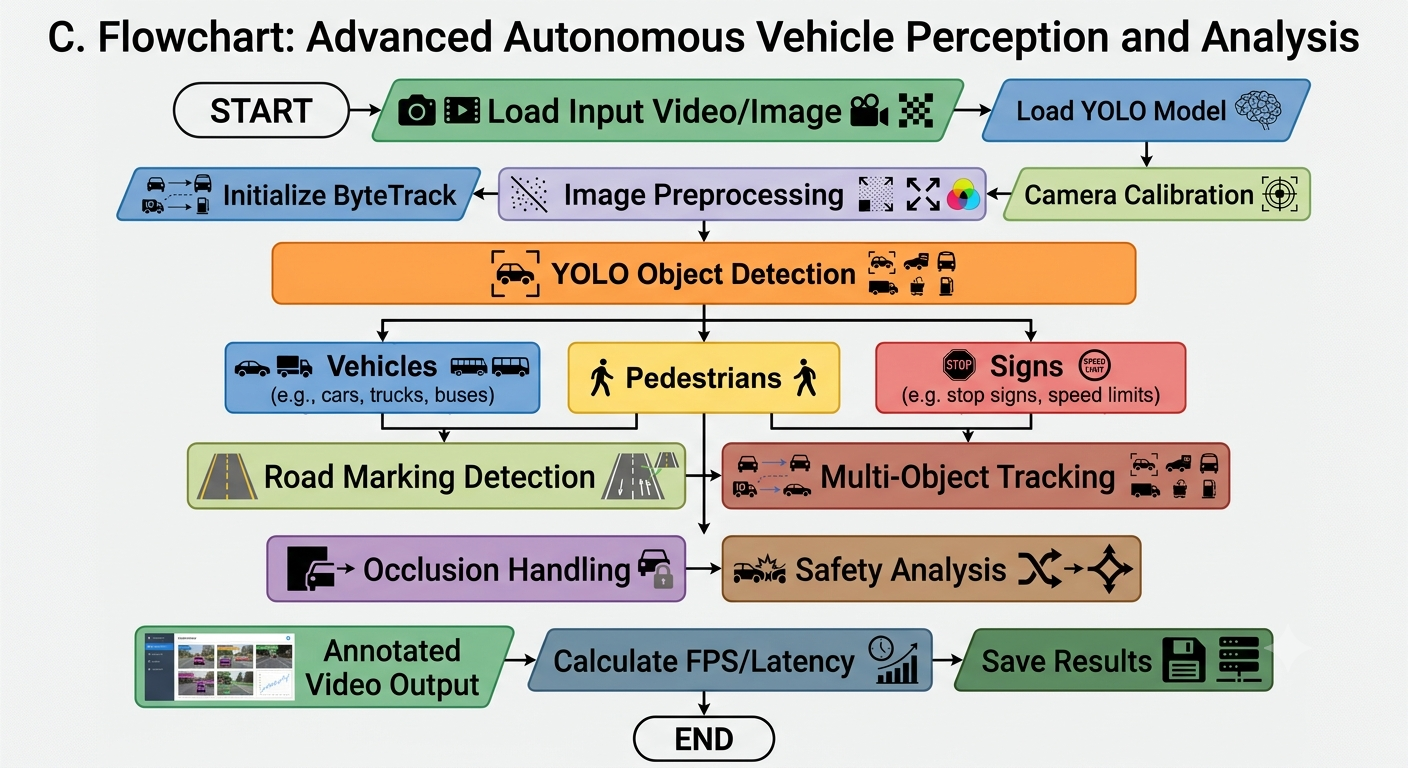 C. Flowchart: Advanced Autonomous Vehicle Perception and Analysis
START
Load Input Video/Image
Load YOLO Model
Initialize ByteTrack
Image Preprocessing
Camera Calibration
YOLO Object Detection
Vehicles
(e.g., cars, trucks, buses)
Pedestrians
STOP
Signs
SPEED
(e.g. stop signs, speed limits)
Road Marking Detection
Multi-Object Tracking
Occlusion Handling
Safety Analysis
Annotated
Video Output
Calculate FPS/Latency
Save Results
END